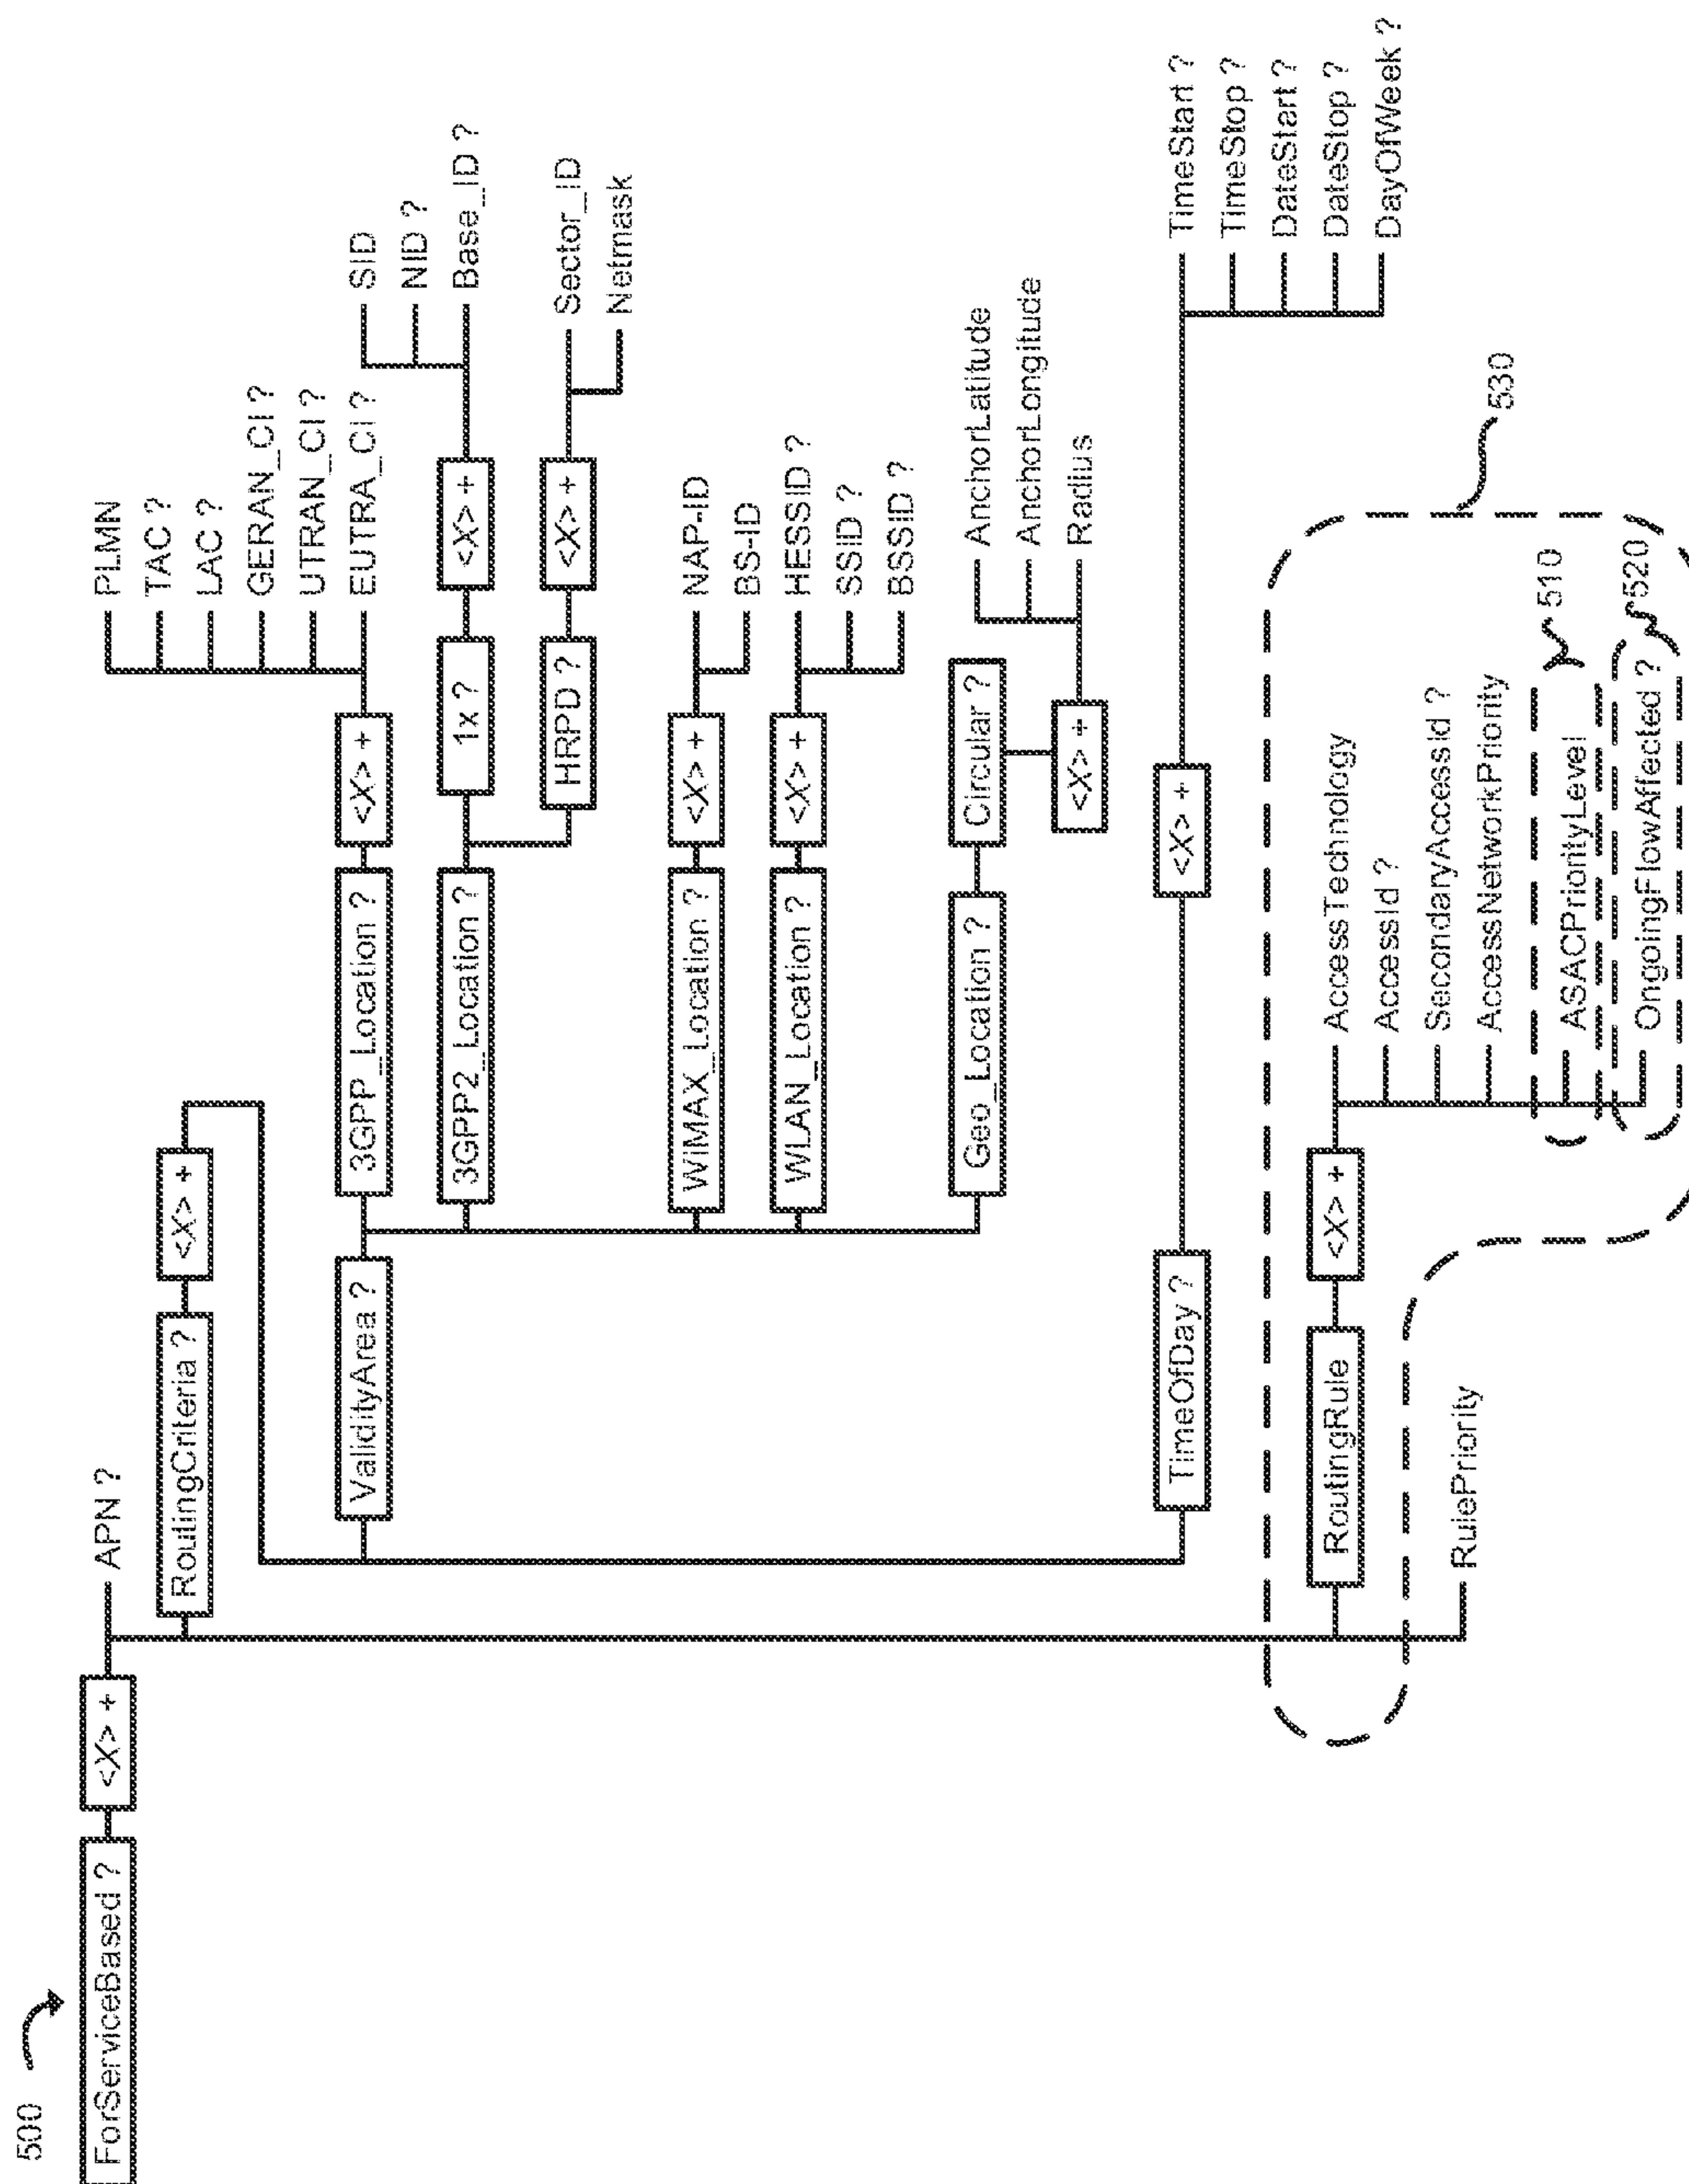 500
ForServiceBased ?
<X> +
APN ?
RoutingCriteria ?
<X> +
ValidityArea ?
3GPP_Location ?
<X> +
PLMN
TAC ?
LAC ?
GERAN_CI ?
UTRAN_CI ?
EUTRA_CI ?
3GPP2_Location ?
1x ?
<X> +
SID
NID ?
Base_ID ?
HRPD ?
<X> +
Sector_ID
Netmask
WiMAX_Location ?
<X> +
NAP-ID
BS-ID
WLAN_Location ?
<X> +
HESSID ?
SSID ?
BSSID ?
Geo_Location ?
Circular ?
<X> +
AnchorLatitude
AnchorLongitude
Radius
TimeOfDay ?
<X> +
TimeStart ?
TimeStop ?
DateStart ?
DateStop ?
DayOfWeek ?
RoutingRule
<X> +
AccessTechnology
AccessId ?
SecondaryAccessId ?
AccessNetworkPriority
ASACPriorityLevel
510
OngoingFlowAffected ?
520
530
RulePriority